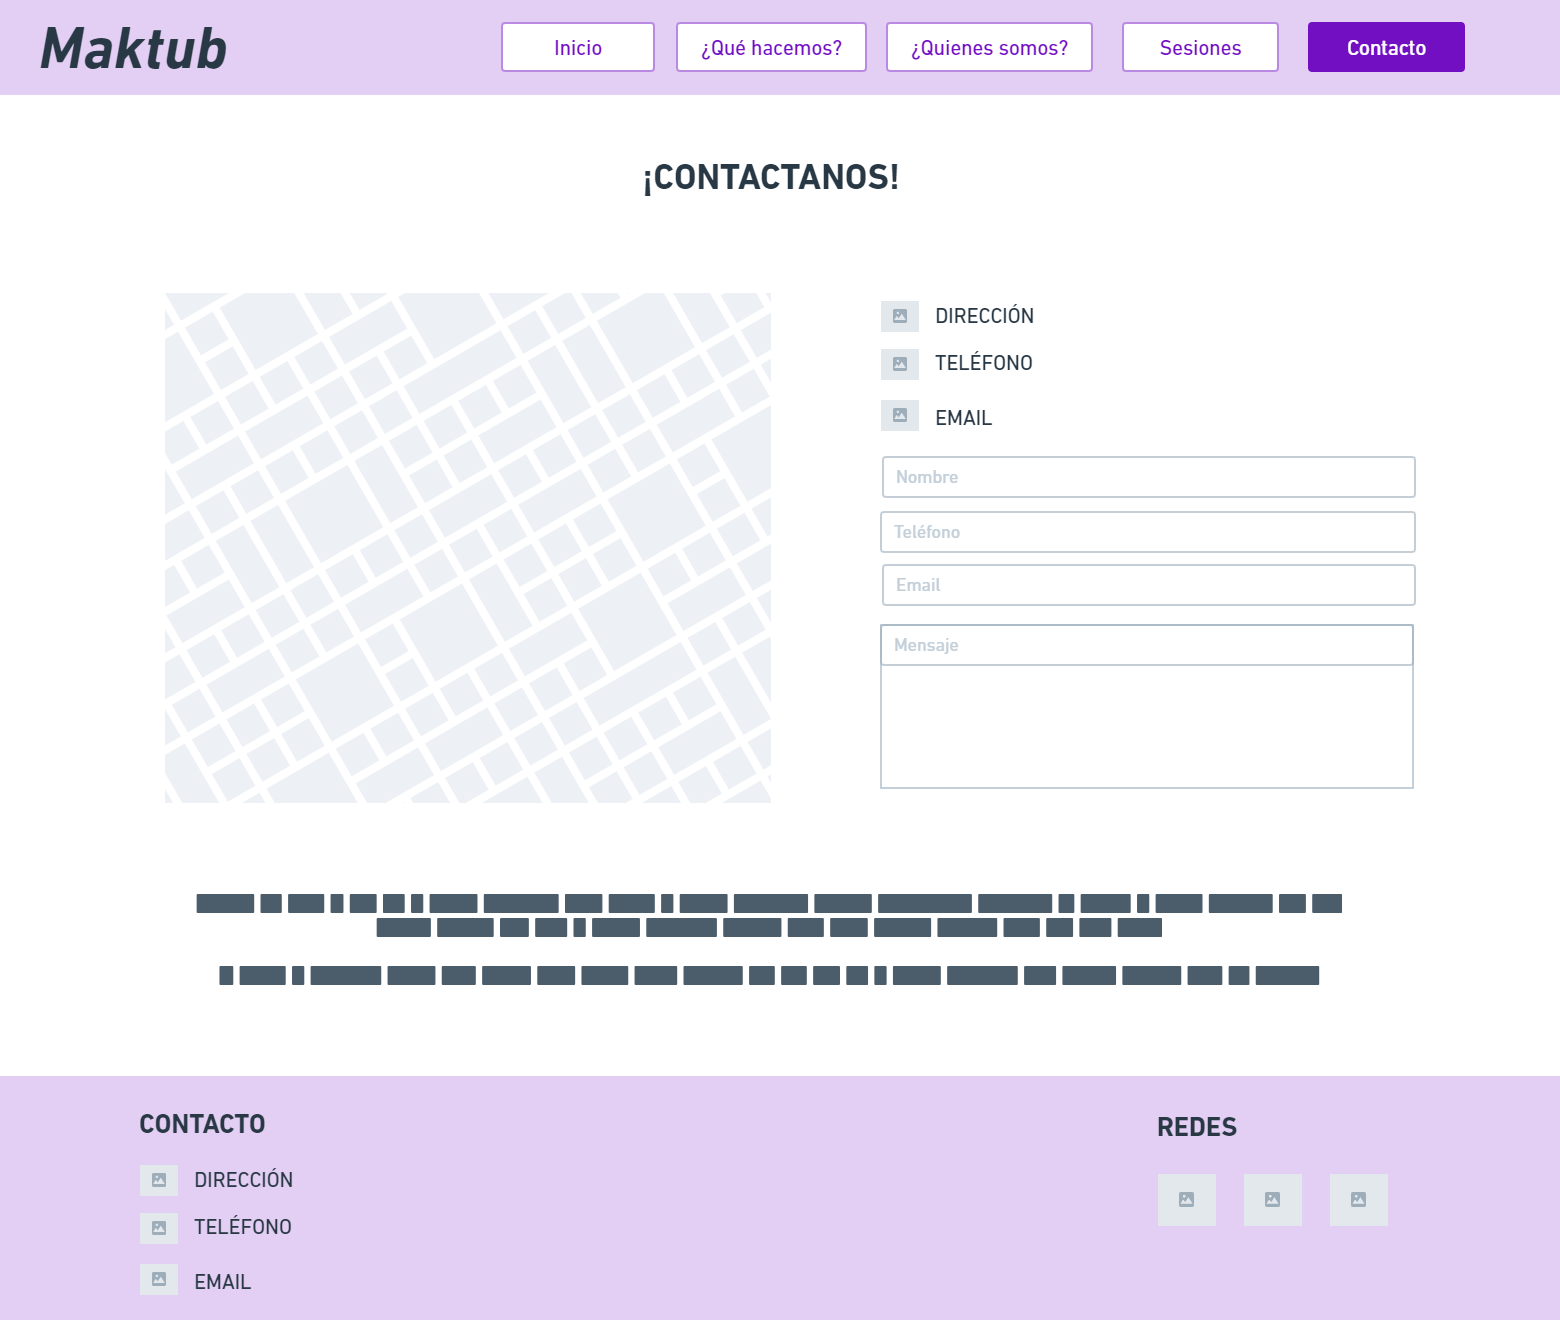 Maktub
Inicio
¿Qué hacemos?
¿Quienes somos?
Sesiones
Contacto
¡CONTACTANOS!
DIRECCIÓN
TELÉFONO
EMAIL
Nombre
Teléfono
Email
Mensaje
CONTACTO
DIRECCIÓN
TELÉFONO
EMAIL
REDES